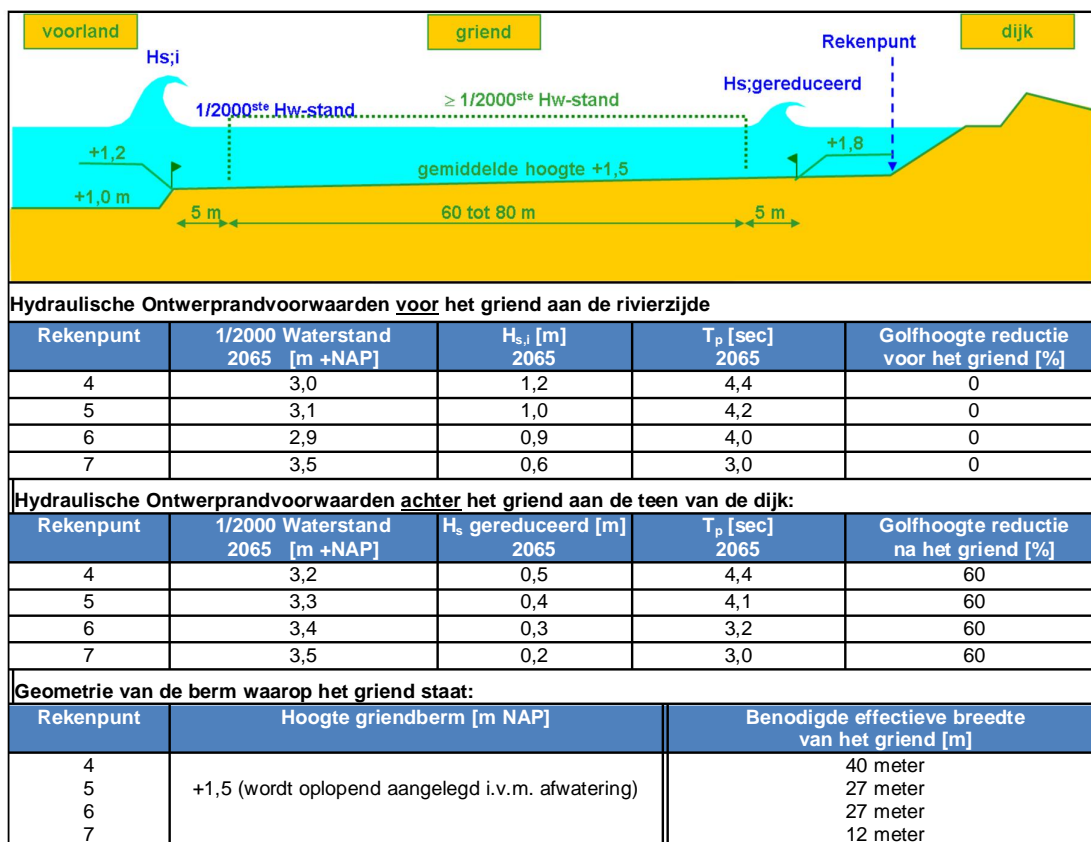 voorland griend dijk
Rekenpunt
Hs;i
Hs;gereduceerd
1/2000ste Hw-stand ≥ 1/2000ste Hw-stand
+1,2 +1,8
gemiddelde hoogte +1,5
+1,0 m
5 m 60 tot 80 m 5 m
Hydraulische Ontwerprandvoorwaarden voor het griend aan de rivierzijde
Rekenpunt 1/2000 Waterstand 2065 [m +NAP] Hs,i [m] 2065 Tp [sec] 2065 Golfhoogte reductie voor het griend [%]
4 3,0 1,2 4,4 0
5 3,1 1,0 4,2 0
6 2,9 0,9 4,0 0
7 3,5 0,6 3,0 0
Hydraulische Ontwerprandvoorwaarden achter het griend aan de teen van de dijk:
Rekenpunt 1/2000 Waterstand 2065 [m +NAP] Hs gereduceerd [m] 2065 Tp [sec] 2065 Golfhoogte reductie na het griend [%]
4 3,2 0,5 4,4 60
5 3,3 0,4 4,1 60
6 3,4 0,3 3,2 60
7 3,5 0,2 3,0 60
Geometrie van de berm waarop het griend staat:
Rekenpunt Hoogte griendberm [m NAP] Benodigde effectieve breedte van het griend [m]
4 40 meter
5 +1,5 (wordt oplopend aangelegd i.v.m. afwatering) 27 meter
6 27 meter
7 12 meter